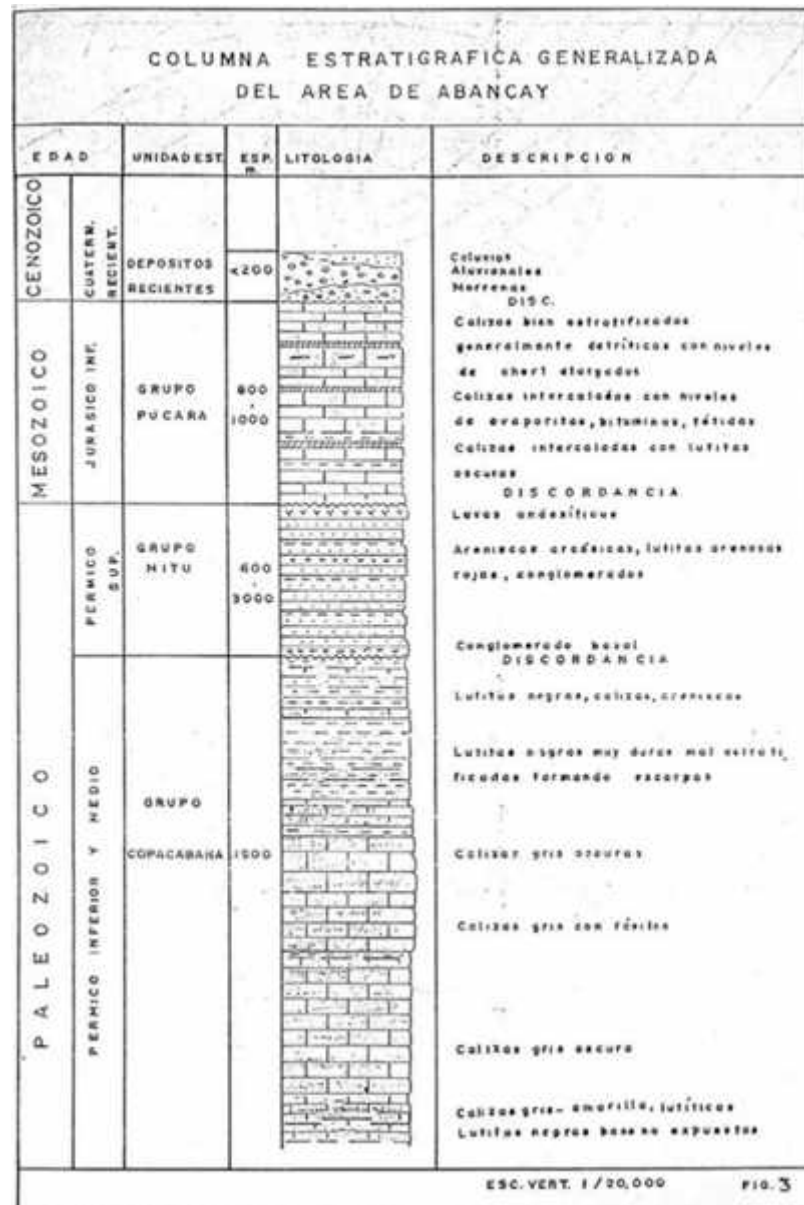 COLUMNA ESTRATIGRAFICA GENERALIZADA
DEL AREA DE ABANCAY
EDAD UNIDAD EST. ESP. m. LITOLOGIA DESCRIPCION
CENOZOICO
CUATERN. RECIENT.
DEPOSITOS
RECIENTES
<200
Aluvionales
Morrenas
DISC.
MESOZOICO
JURASICO INF.
GRUPO
PUCARA
1000
Calizas bien estratificadas
generalmente detríticas con niveles
de chert
Calizas intercaladas con niveles
de evaporitas, bituminas, fétidas
Calizas intercaladas con lutitas
oscuras
DISCORDANCIA
PALEOZOICO
PERMICO SUP.
GRUPO
MITU
600
3000
Lavas andesíticas
Areniscas arcósicas, lutitas arenosas
rojas, conglomerados
Conglomerado basal
DISCORDANCIA
PERMICO INFERIOR Y MEDIO
GRUPO
COPACABANA
1500
Lutitas negras, calizas, areniscas
Lutitas negras muy duras mal estrati
ficadas formando escarpas
Calizas gris oscuras
Calizas gris con fósiles
Calizas gris oscura
Calizas gris-amarilla, lutíticas
Lutitas negras base no expuestas
ESC. VERT. 1/20,000 FIG. 3